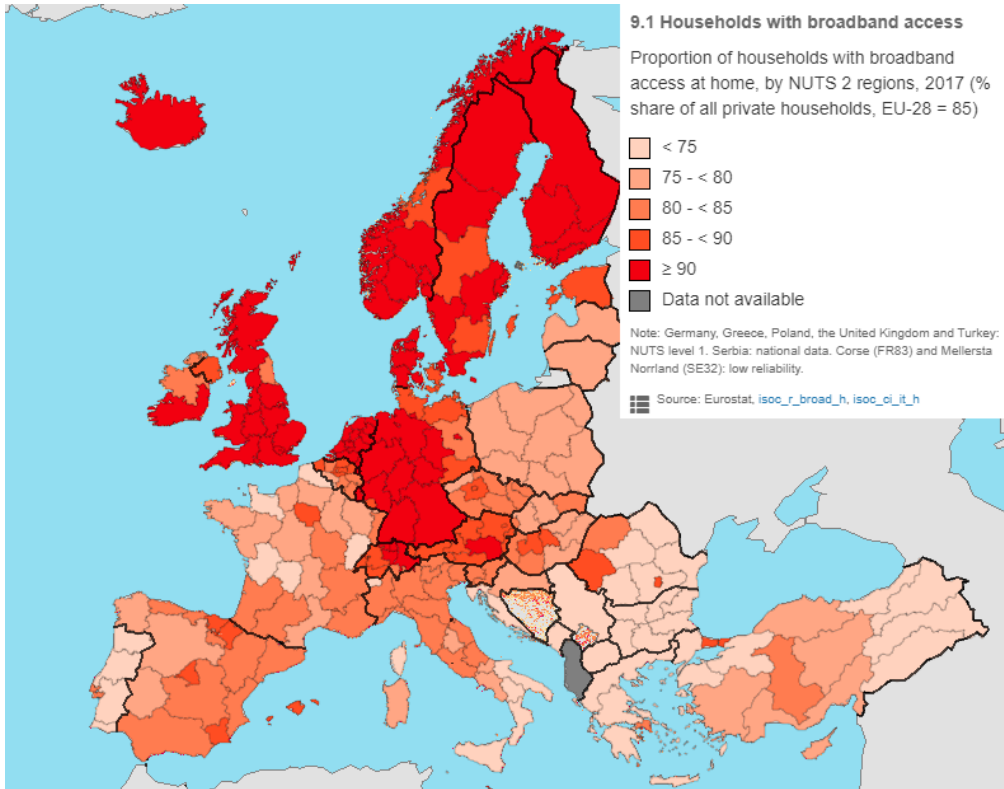 9.1 Households with broadband access
Proportion of households with broadband
access at home, by NUTS 2 regions, 2017 (%
share of all private households, EU-28 = 85)
< 75
75 - < 80
80 - < 85
85 - < 90
≥ 90
Data not available
Note: Germany, Greece, Poland, the United Kingdom and Turkey:
NUTS level 1. Serbia: national data. Corse (FR83) and Mellersta
Norrland (SE32): low reliability.
Source: Eurostat, isoc_r_broad_h, isoc_ci_it_h